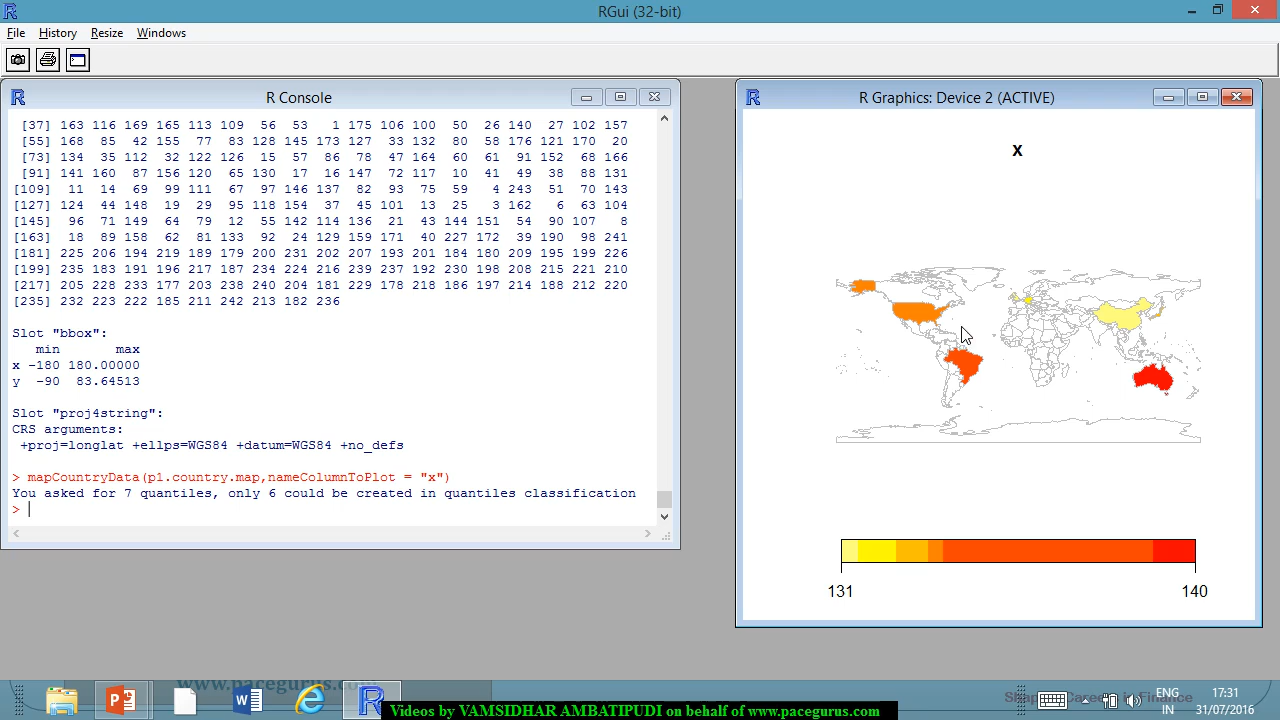 RGui (32-bit)
File History Resize Windows
R Console
[37] 163 116 169 165 113 109 56 53 1 175 106 100 50 26 140 27 102 157
[55] 168 85 42 155 77 83 128 145 173 127 33 132 80 58 176 121 170 20
[73] 134 35 112 32 122 126 15 57 86 78 47 164 60 61 91 152 68 166
[91] 141 160 87 156 120 65 130 17 16 147 72 117 10 41 49 38 88 131
[109] 11 14 69 99 111 67 97 146 137 82 93 75 59 4 243 51 70 143
[127] 124 44 148 19 29 95 118 154 37 45 101 13 25 3 162 6 63 104
[145] 96 71 149 64 79 12 55 142 114 136 21 43 144 151 54 90 107 8
[163] 18 89 158 62 81 133 92 24 129 159 171 40 227 172 39 190 98 241
[181] 225 206 194 219 189 179 200 231 202 207 193 201 184 180 209 195 199 226
[199] 235 183 191 196 217 187 234 224 216 239 237 192 230 198 208 215 221 210
[217] 205 228 233 177 203 229 240 204 181 223 178 218 186 197 214 188 212 220
[235] 232 223 222 185 211 242 213 182 236
Slot "bbox":
min max
x -180 180.00000
y -90 83.64513
Slot "proj4string":
CRS arguments:
+proj=longlat +ellps=WGS84 +datum=WGS84 +no_defs
> mapCountryData(p1.country.map,nameColumnToPlot = "x")
You asked for 7 quantiles, only 6 could be created in quantiles classification
>
R Graphics: Device 2 (ACTIVE)
x
131 140
www.pacegurus.com
ENG
IN
17:31
31/07/2016
Videos by VAMSIDHAR AMBATIPUDI on behalf of www.pacegurus.com